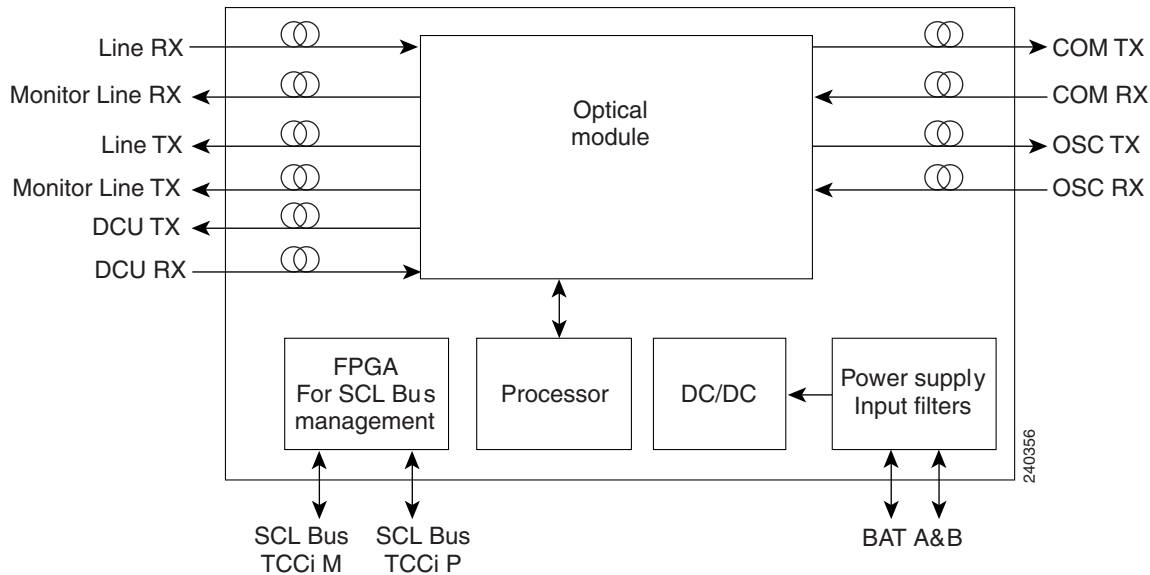 Line RX
Monitor Line RX
Line TX
Monitor Line TX
DCU TX
DCU RX
Optical
module
COM TX
COM RX
OSC TX
OSC RX
FPGA
For SCL Bus
management
Processor
DC/DC
Power supply
Input filters
240356
SCL Bus
TCCi M
SCL Bus
TCCi P
BAT A&B